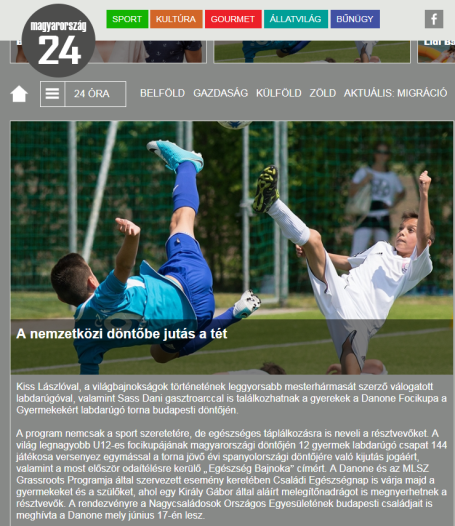 magyarország
24
SPORT KULTÚRA GOURMET ÁLLATVILÁG BŰNÜGY
24 ÓRA
BELFÖLD GAZDASÁG KÜLFÖLD ZÖLD AKTUÁLIS: MIGRÁCIÓ
A nemzetközi döntőbe jutás a tét
Kiss Lászlóval, a világbajnokságok történetének leggyorsabb mesterhármasát szerző válogatott
labdarúgóval, valamint Sass Dani gasztroarccal is találkozhatnak a gyerekek a Danone Focikupa a
Gyermekekért labdarúgó torna budapesti döntőjén.
A program nemcsak a sport szeretetére, de egészséges táplálkozásra is neveli a résztvevőket. A
világ legnagyobb U12-es focikupájának magyarországi döntőjén 12 gyermek labdarúgó csapat 144
játékosa versenyez egymással a torna jövő évi spanyolországi döntőjére való kijutás jogáért,
valamint a most először odaítélésre kerülő „Egészség Bajnoka" címért. A Danone és az MLSZ
Grassroots Programja által szervezett esemény keretében Családi Egészségnap is várja majd a
gyermekeket és a szülőket, ahol egy Király Gábor által aláírt melegítőnadrágot is megnyerhetnek a
résztvevők. A rendezvényre a Nagycsaládosok Országos Egyesületének budapesti családjait is
meghívta a Danone mely június 17-én lesz.